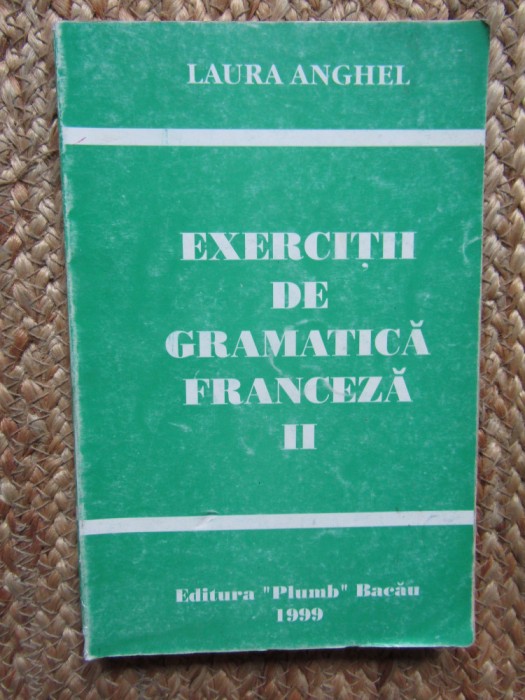 LAURA ANGHEL
EXERCIȚII
DE
GRAMATICĂ
FRANCEZĂ
II
Editura "Plumb" Bacău
1999